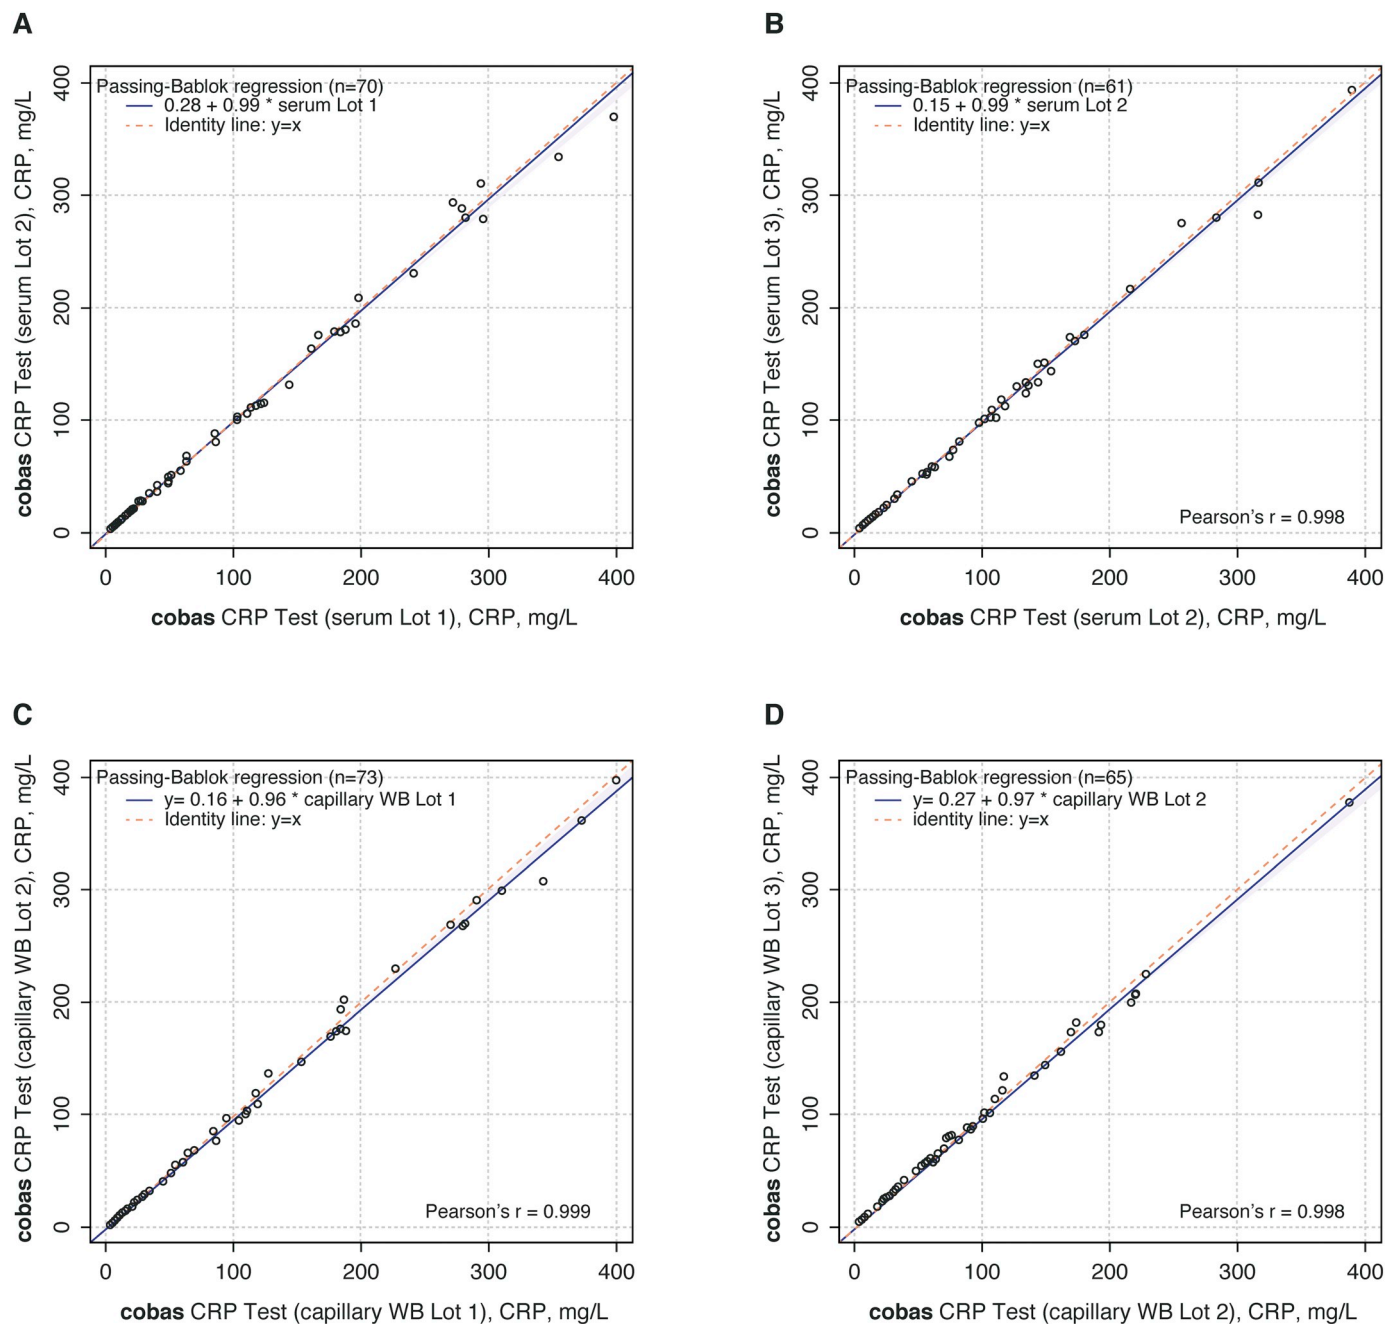 A
Passing-Bablok regression (n=70)
0.28 + 0.99 * serum Lot 1
Identity line: y=x
cobas CRP Test (serum Lot 2), CRP, mg/L
400
300
200
100
0
0 100 200 300 400
cobas CRP Test (serum Lot 1), CRP, mg/L
B
Passing-Bablok regression (n=61)
0.15 + 0.99 * serum Lot 2
Identity line: y=x
cobas CRP Test (serum Lot 3), CRP, mg/L
400
300
200
100
0
Pearson's r = 0.998
0 100 200 300 400
cobas CRP Test (serum Lot 2), CRP, mg/L
C
Passing-Bablok regression (n=73)
y= 0.16 + 0.96 * capillary WB Lot 1
Identity line: y=x
cobas CRP Test (capillary WB Lot 2), CRP, mg/L
400
300
200
100
0
Pearson's r = 0.999
0 100 200 300 400
cobas CRP Test (capillary WB Lot 1), CRP, mg/L
D
Passing-Bablok regression (n=65)
y= 0.27 + 0.97 * capillary WB Lot 2
identity line: y=x
cobas CRP Test (capillary WB Lot 3), CRP, mg/L
400
300
200
100
0
Pearson's r = 0.998
0 100 200 300 400
cobas CRP Test (capillary WB Lot 2), CRP, mg/L